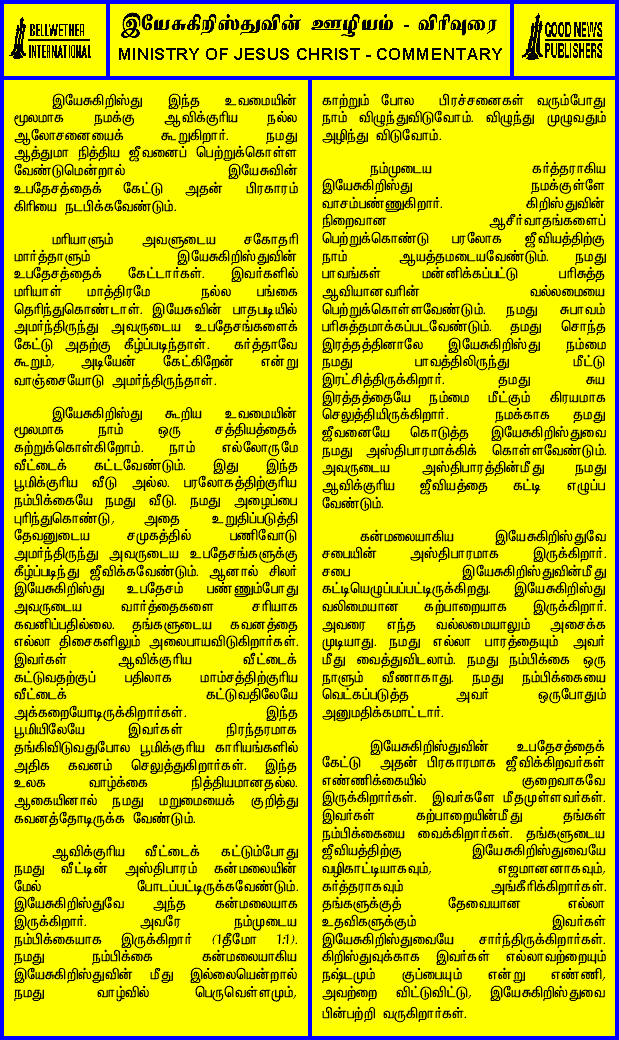 BELLWETHER
INTERNATIONAL
இயேசுகிறிஸ்துவின் ஊழியம் - விரிவுரை
MINISTRY OF JESUS CHRIST - COMMENTARY
GOOD NEWS
PUBLISHERS
இயேசுகிறிஸ்து இந்த உவமையின்
மூலமாக நமக்கு ஆவிக்குரிய நல்ல
ஆலோசனையைக் கூறுகிறார். நமது
ஆத்துமா நித்திய ஜீவனைப் பெற்றுக்கொள்ள
வேண்டுமென்றால் இயேசுவின்
உபதேசத்தைக் கேட்டு அதன் பிரகாரம்
கிரியை நடபிக்கவேண்டும்.
மரியாளும் அவளுடைய சகோதரி
மார்த்தாளும் இயேசுகிறிஸ்துவின்
உபதேசத்தைக் கேட்டார்கள். இவர்களில்
மரியாள் மாத்திரமே நல்ல பங்கை
தெரிந்துகொண்டாள். இயேசுவின் பாதபடியில்
அமர்ந்திருந்து அவருடைய உபதேசங்களைக்
கேட்டு அதற்கு கீழ்ப்படிந்தாள். கர்த்தாவே
கூறும், அடியேன் கேட்கிறேன் என்று
வாஞ்சையோடு அமர்ந்திருந்தாள்.
இயேசுகிறிஸ்து கூறிய உவமையின்
மூலமாக நாம் ஒரு சத்தியத்தைக்
கற்றுக்கொள்கிறோம். நாம் எல்லோருமே
வீட்டைக் கட்டவேண்டும். இது இந்த
பூமிக்குரிய வீடு அல்ல. பரலோகத்திற்குரிய
நம்பிக்கையே நமது வீடு. நமது அழைப்பை
புரிந்துகொண்டு, அதை உறுதிப்படுத்தி
தேவனுடைய சமுகத்தில் பணிவோடு
அமர்ந்திருந்து அவருடைய உபதேசங்களுக்கு
கீழ்ப்படிந்து ஜீவிக்கவேண்டும். ஆனால் சிலர்
இயேசுகிறிஸ்து உபதேசம் பண்ணும்போது
அவருடைய வார்த்தைகளை சரியாக
கவனிப்பதில்லை. தங்களுடைய கவனத்தை
எல்லா திசைகளிலும் அலைபாயவிடுகிறார்கள்.
இவர்கள் ஆவிக்குரிய வீட்டைக்
கட்டுவதற்குப் பதிலாக மாம்சத்திற்குரிய
வீட்டைக் கட்டுவதிலேயே
அக்கறையோடிருக்கிறார்கள். இந்த
பூமியிலேயே இவர்கள் நிரந்தரமாக
தங்கிவிடுவதுபோல பூமிக்குரிய காரியங்களில்
அதிக கவனம் செலுத்துகிறார்கள். இந்த
உலக வாழ்க்கை நித்தியமானதல்ல.
ஆகையினால் நமது மறுமையைக் குறித்து
கவனத்தோடிருக்க வேண்டும்.
ஆவிக்குரிய வீட்டைக் கட்டும்போது
நமது வீட்டின் அஸ்திபாரம் கன்மலையின்
மேல் போடப்பட்டிருக்கவேண்டும்.
இயேசுகிறிஸ்துவே அந்த கன்மலையாக
இருக்கிறார். அவரே நம்முடைய
நம்பிக்கையாக இருக்கிறார் (1தீமோ 1:1).
நமது நம்பிக்கை கன்மலையாகிய
இயேசுகிறிஸ்துவின் மீது இல்லையென்றால்
நமது வாழ்வில் பெருவெள்ளமும்,
காற்றும் போல பிரச்சனைகள் வரும்போது
நாம் விழுந்துவிடுவோம். விழுந்து முழுவதும்
அழிந்து விடுவோம்.
நம்முடைய கர்த்தராகிய
இயேசுகிறிஸ்து நமக்குள்ளே
வாசம்பண்ணுகிறார். கிறிஸ்துவின்
நிறைவான ஆசீர்வாதங்களைப்
பெற்றுக்கொண்டு பரலோக ஜீவியத்திற்கு
நாம் ஆயத்தமடையவேண்டும். நமது
பாவங்கள் மன்னிக்கப்பட்டு பரிசுத்த
ஆவியானவரின் வல்லமையை
பெற்றுக்கொள்ளவேண்டும். நமது சுபாவம்
பரிசுத்தமாக்கப்படவேண்டும். தமது சொந்த
இரத்தத்தினாலே இயேசுகிறிஸ்து நம்மை
நமது பாவத்திலிருந்து மீட்டு
இரட்சித்திருக்கிறார். தமது சுய
இரத்தத்தையே நம்மை மீட்கும் கிரயமாக
செலுத்தியிருக்கிறார். நமக்காக தமது
ஜீவனையே கொடுத்த இயேசுகிறிஸ்துவை
நமது அஸ்திபாரமாக்கிக் கொள்ளவேண்டும்.
அவருடைய அஸ்திபாரத்தின்மீது நமது
ஆவிக்குரிய ஜீவியத்தை கட்டி எழுப்ப
வேண்டும்.
கன்மலையாகிய இயேசுகிறிஸ்துவே
சபையின் அஸ்திபாரமாக இருக்கிறார்.
சபை இயேசுகிறிஸ்துவின்மீது
கட்டியெழுப்பப்பட்டிருக்கிறது. இயேசுகிறிஸ்து
வலிமையான கற்பாறையாக இருக்கிறார்.
அவரை எந்த வல்லமையாலும் அசைக்க
முடியாது. நமது எல்லா பாரத்தையும் அவர்
மீது வைத்துவிடலாம். நமது நம்பிக்கை ஒரு
நாளும் வீணாகாது. நமது நம்பிக்கையை
வெட்கப்படுத்த அவர் ஒருபோதும்
அனுமதிக்கமாட்டார்.
இயேசுகிறிஸ்துவின் உபதேசத்தைக்
கேட்டு அதன் பிரகாரமாக ஜீவிக்கிறவர்கள்
எண்ணிக்கையில் குறைவாகவே
இருக்கிறார்கள். இவர்களே மீதமுள்ளவர்கள்.
இவர்கள் கற்பாறையின்மீது தங்கள்
நம்பிக்கையை வைக்கிறார்கள். தங்களுடைய
ஜீவியத்திற்கு இயேசுகிறிஸ்துவையே
வழிகாட்டியாகவும், எஜமானனாகவும்,
கர்த்தராகவும் அங்கீரிக்கிறார்கள்.
தங்களுக்குத் தேவையான எல்லா
உதவிகளுக்கும் இவர்கள்
இயேசுகிறிஸ்துவையே சார்ந்திருக்கிறார்கள்.
கிறிஸ்துவுக்காக இவர்கள் எல்லாவற்றையும்
நஷ்டமும் குப்பையும் என்று எண்ணி,
அவற்றை விட்டுவிட்டு, இயேசுகிறிஸ்துவை
பின்பற்றி வருகிறார்கள்.